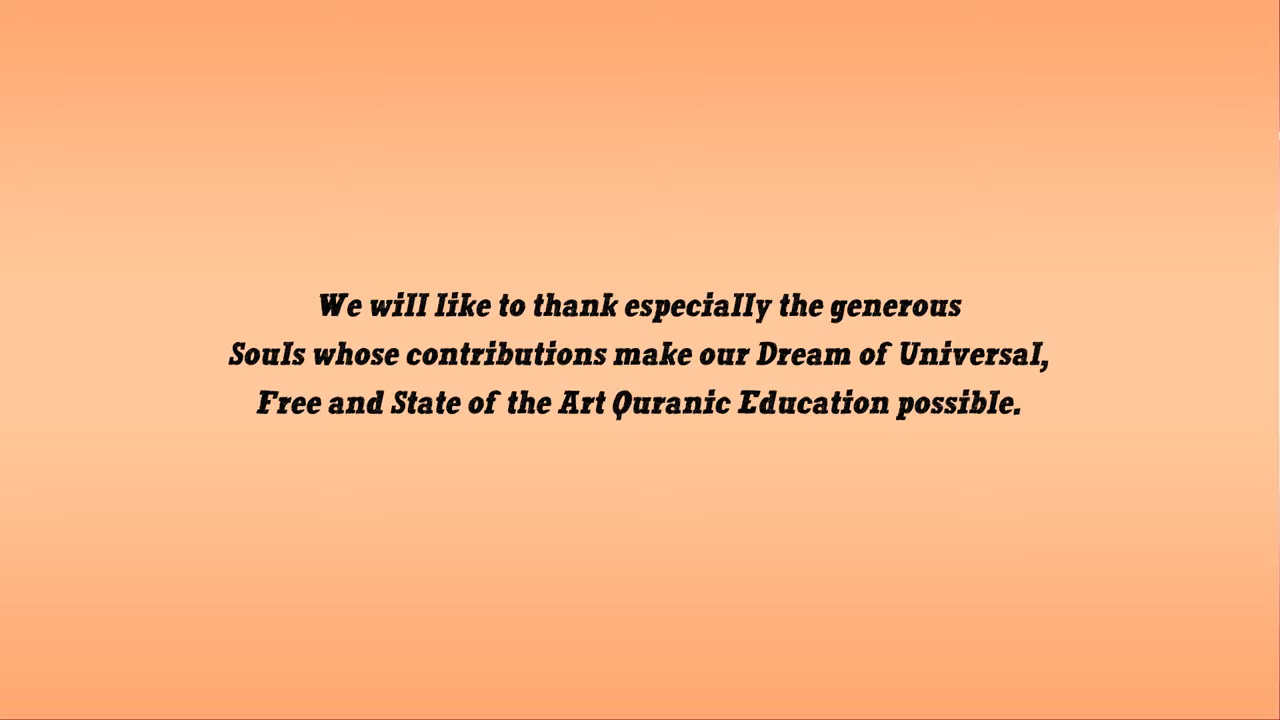 We will like to thank especially the generous
Souls whose contributions make our Dream of Universal,
Free and State of the Art Quranic Education possible.